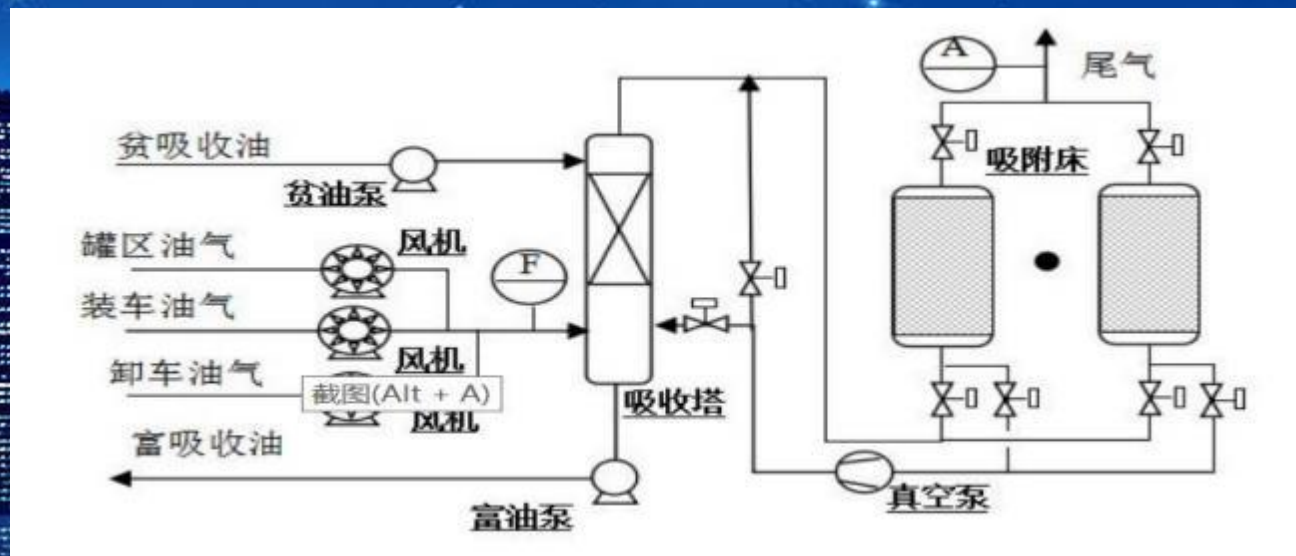 A
尾气
贫吸收油
贫油泵
吸附床
罐区油气
风机
F
装车油气
风机
卸车油气
截图(Alt + A)
风机
吸收塔
富吸收油
富油泵
真空泵